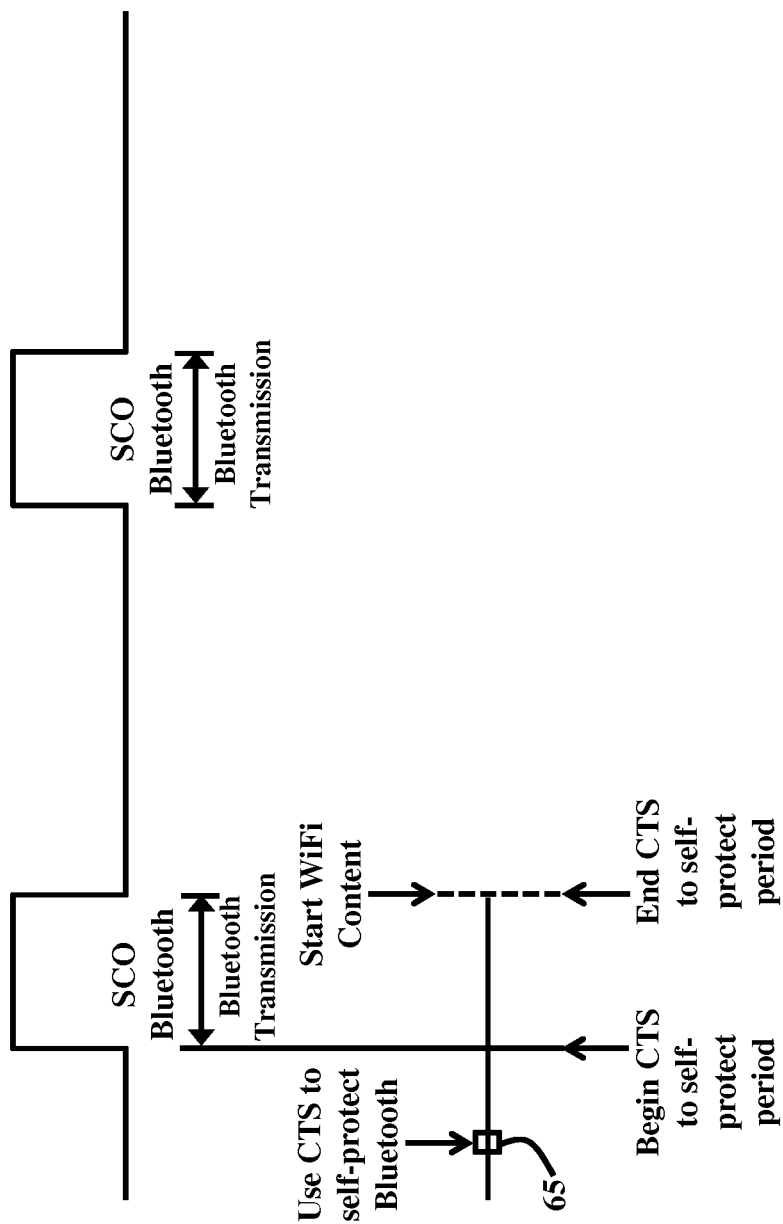 SCO
Bluetooth
Bluetooth
Transmission
SCO
Bluetooth
Bluetooth
Transmission
Use CTS to
self-protect
Bluetooth
65
Start WiFi
Content
Begin CTS
to self-
protect
period
End CTS
to self-
protect
period